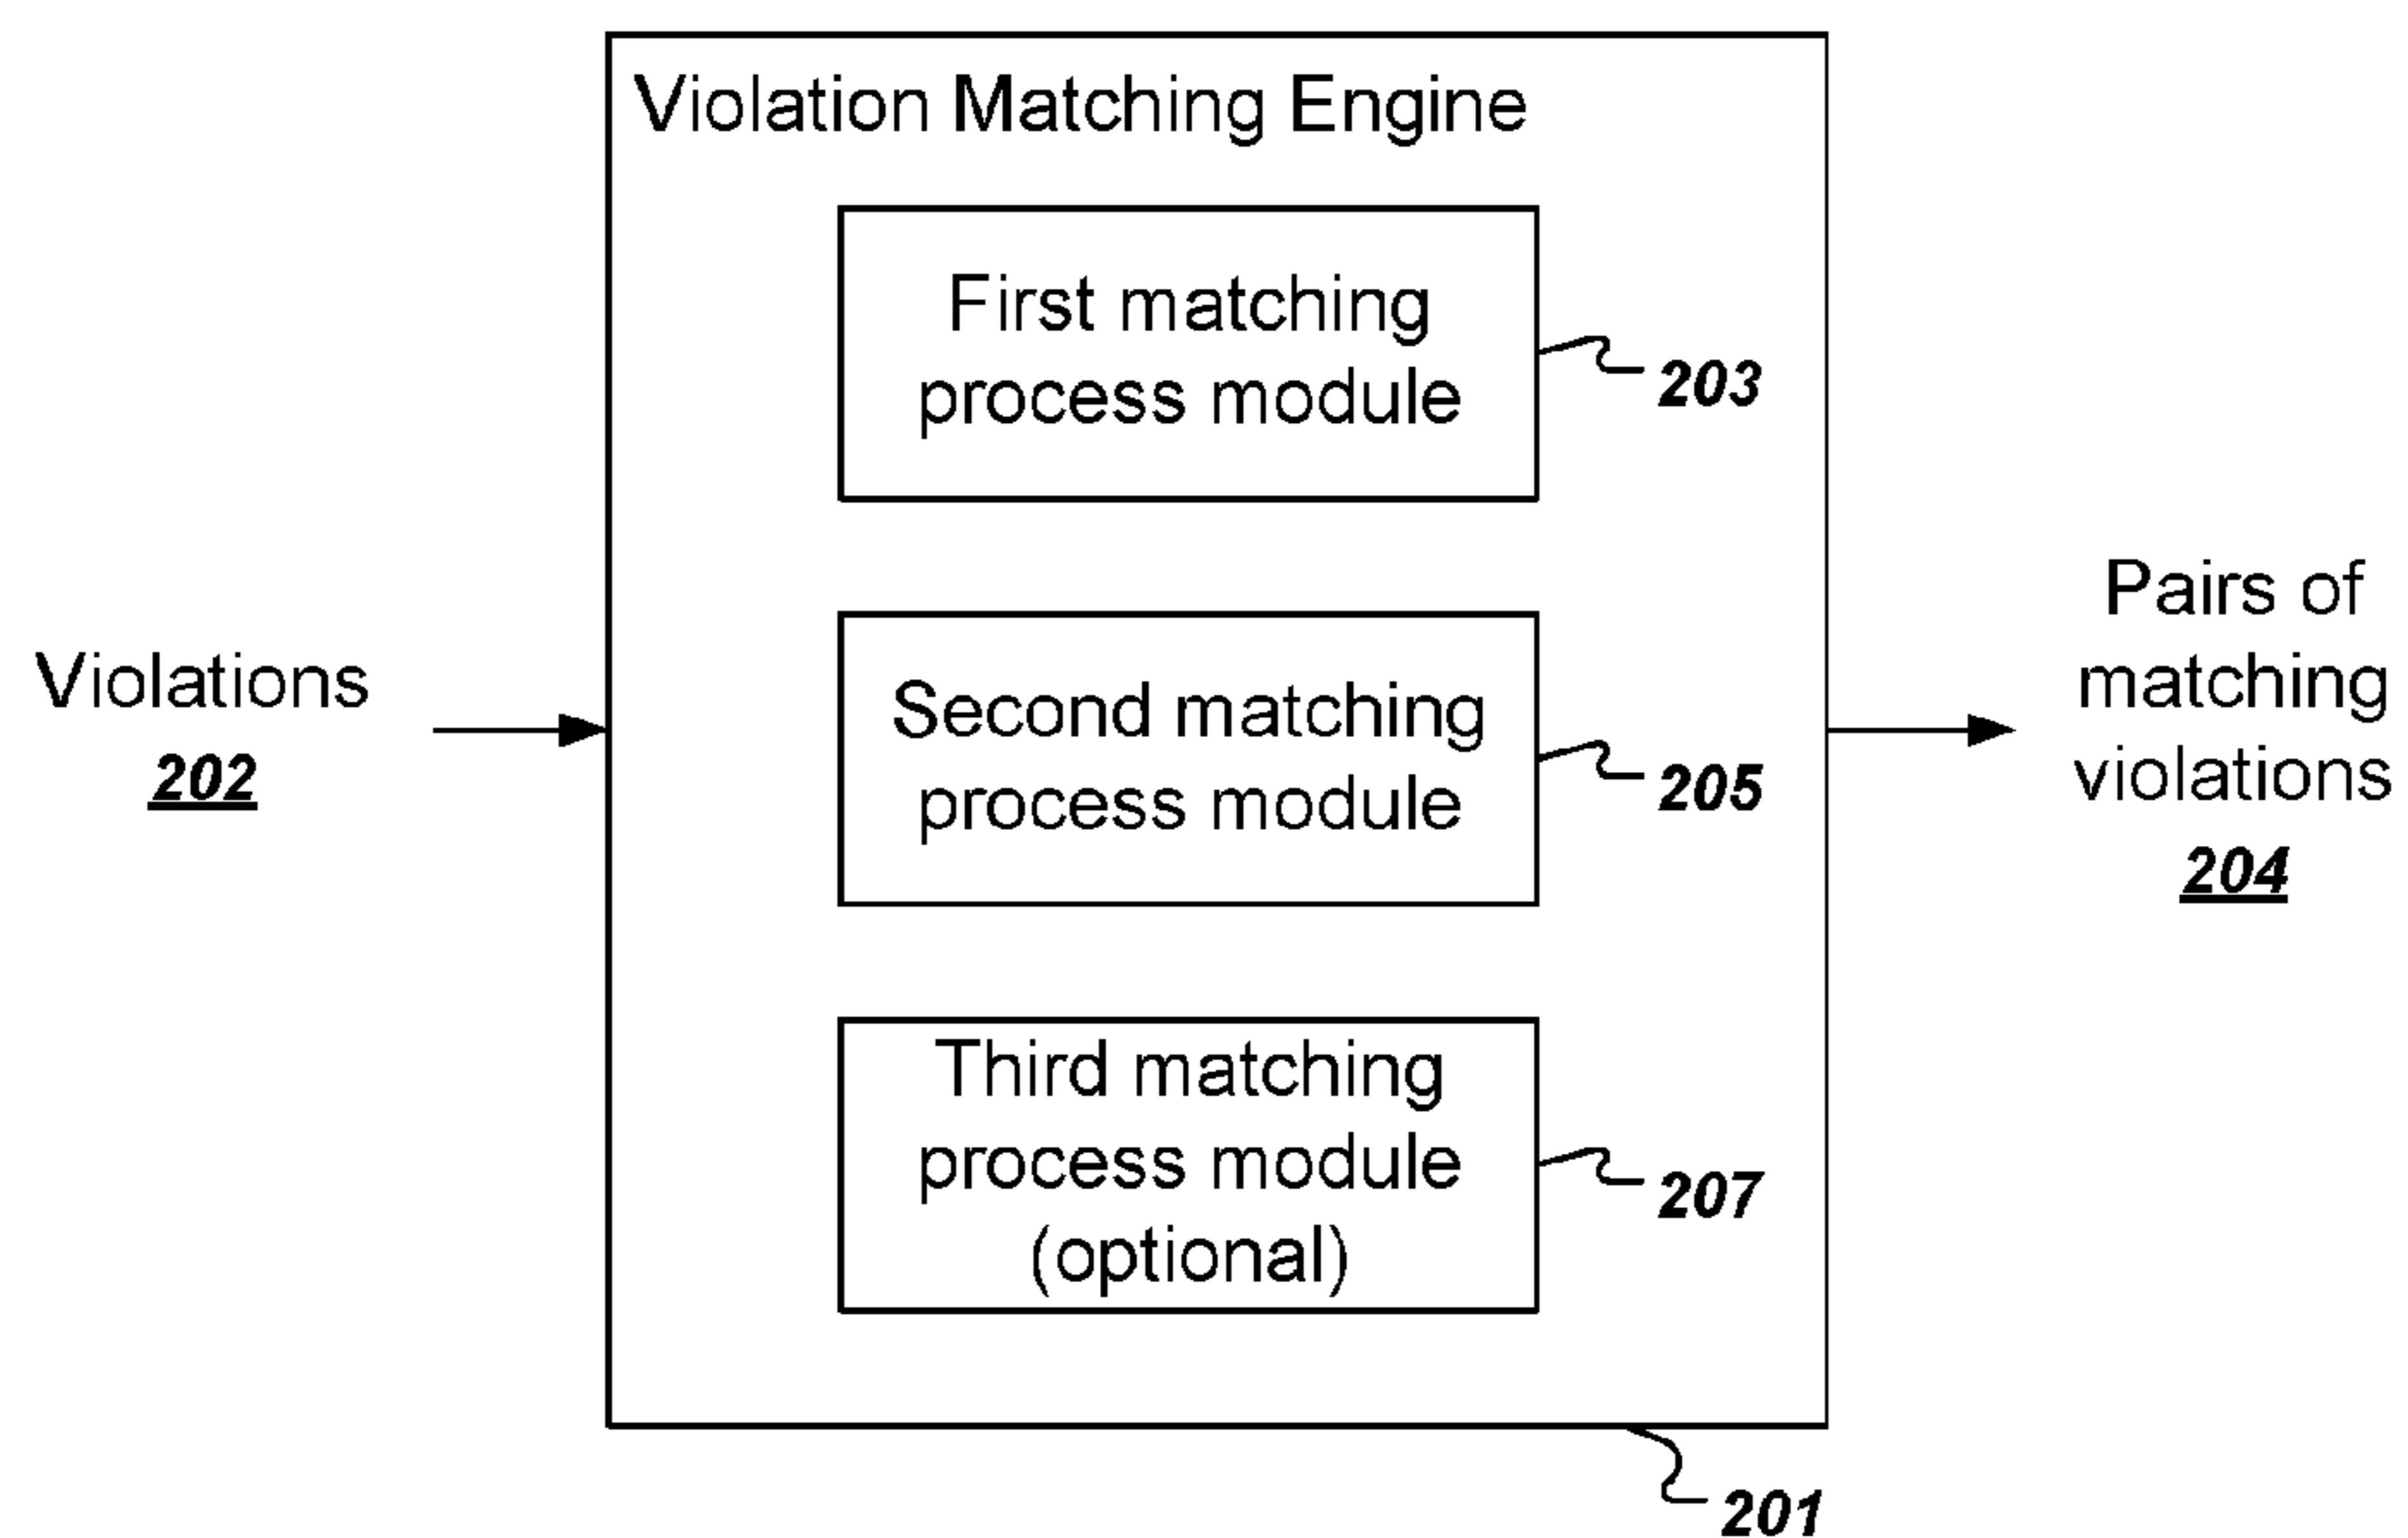 Violation Matching Engine
First matching
process module
203
Violations
202
Second matching
process module
205
Third matching
process module
(optional)
207
Pairs of
matching
violations
204
201